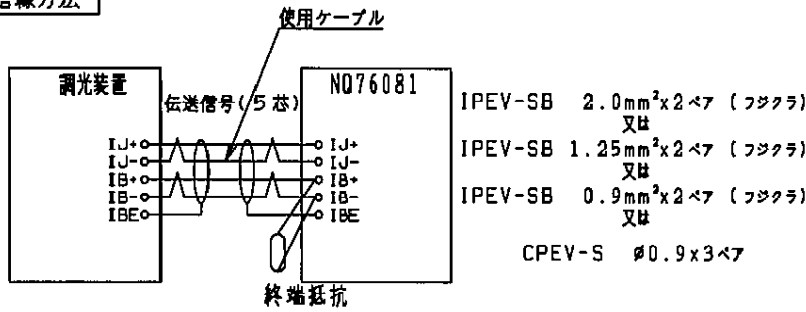 線方法
使用ケーブル
調光装置
伝送信号(5芯)
NQ76081
IJ+
IJ-
IB+
IB-
IBE
IJ+
IJ-
IB+
IB-
IBE
終端抵抗
IPEV-SB 2.0mm²x2ペア (フジクラ)
又は
IPEV-SB 1.25mm²x2ペア (フジクラ)
又は
IPEV-SB 0.9mm²x2ペア (フジクラ)
又は
CPEV-S ø0.9x3ペア